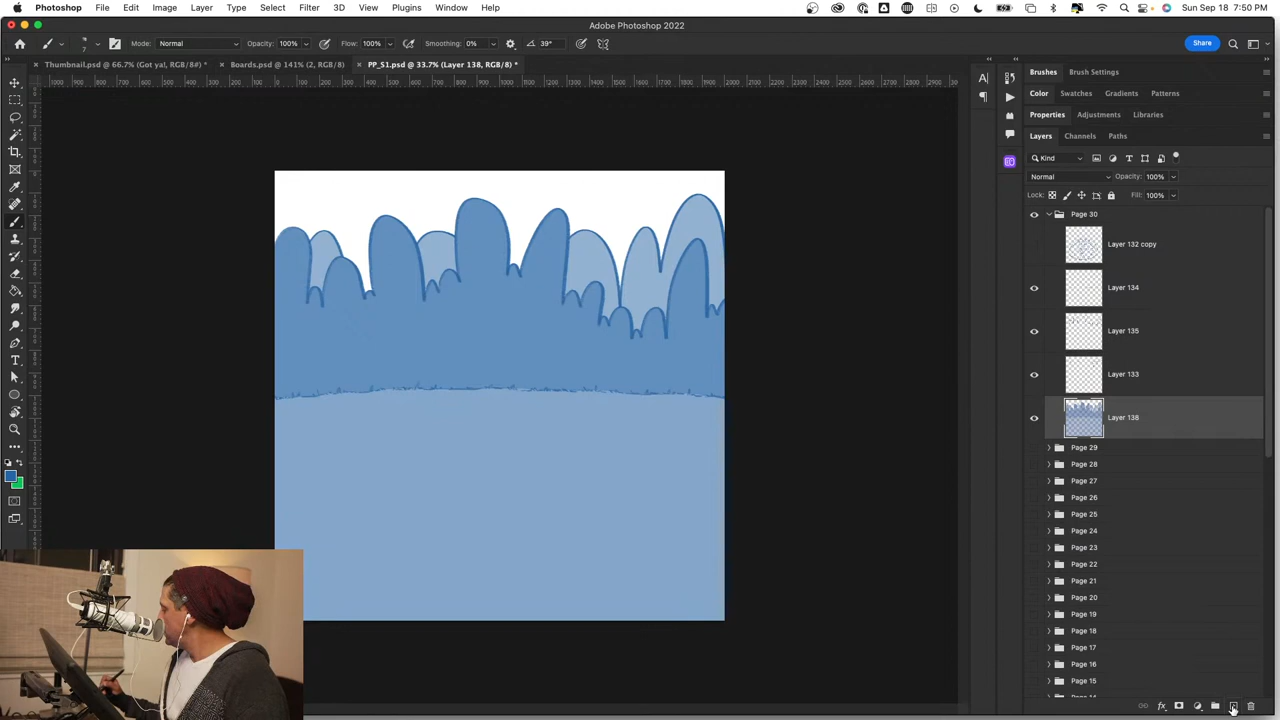 Photoshop File Edit Image Layer Type Select Filter 3D View Plugins Window Help Sun Sep 18 7:50 PM
Adobe Photoshop 2022
Mode: Normal Opacity: 100% Flow: 100% Smoothing: 0% 39° Share
Thumbnail.psd @ 66.7% (Got ya!, RGB/8#) * Boards.psd @ 141% (2, RGB/8) PP_S1.psd @ 33.7% (Layer 138, RGB/8) *
Brushes Brush Settings
Color Swatches Gradients Patterns
Properties Adjustments Libraries
Layers Channels Paths
Kind
Normal Opacity: 100%
Lock: Fill: 100%
Page 30
Layer 132 copy
Layer 134
Layer 135
Layer 133
Layer 138
Page 29
Page 28
Page 27
Page 26
Page 25
Page 24
Page 23
Page 22
Page 21
Page 20
Page 19
Page 18
Page 17
Page 16
Page 15